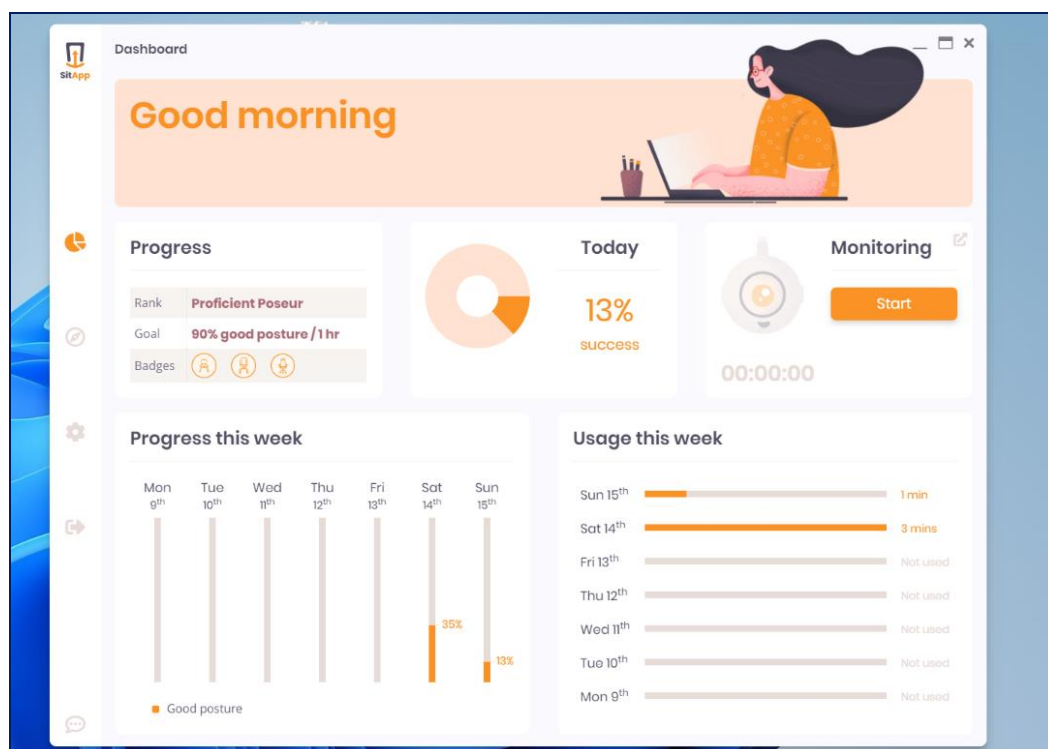 SitApp
Dashboard
Good morning
Progress
Rank Proficient Poseur
Goal 90% good posture / 1 hr
Badges
Today
13%
success
Monitoring
Start
00:00:00
Progress this week
Mon Tue Wed Thu Fri Sat Sun
9th 10th 11th 12th 13th 14th 15th
35%
13%
Good posture
Usage this week
Sun 15th 1 min
Sat 14th 3 mins
Fri 13th Not used
Thu 12th Not used
Wed 11th Not used
Tue 10th Not used
Mon 9th Not used